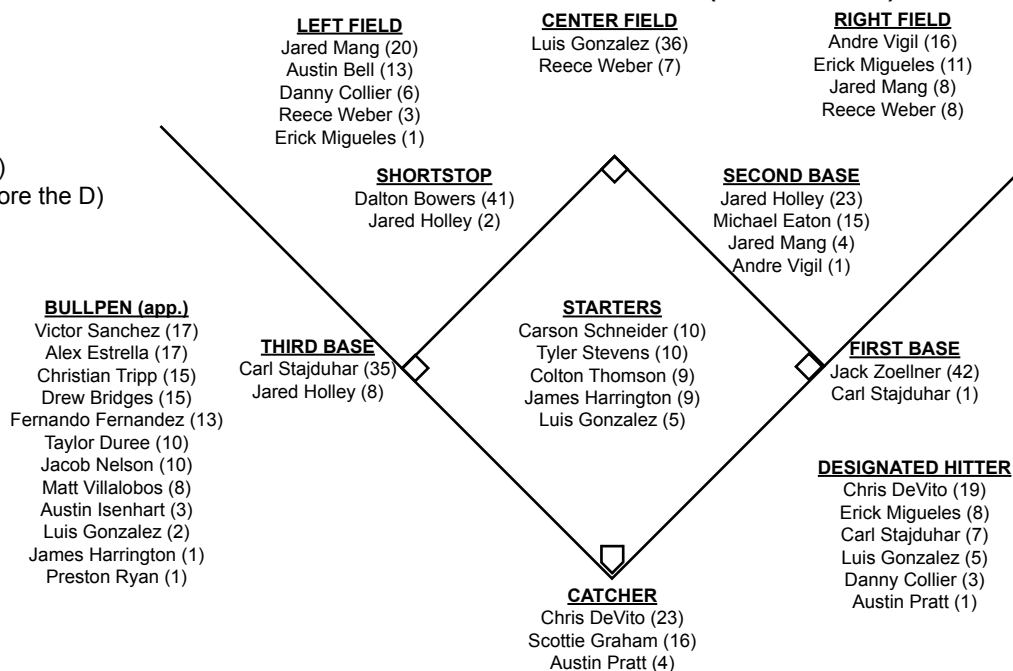 LEFT FIELD
Jared Mang (20)
Austin Bell (13)
Danny Collier (6)
Reece Weber (3)
Erick Migueles (1)
CENTER FIELD
Luis Gonzalez (36)
Reece Weber (7)
RIGHT FIELD
Andre Vigil (16)
Erick Migueles (11)
Jared Mang (8)
Reece Weber (8)
)
ore the D)
SHORTSTOP
Dalton Bowers (41)
Jared Holley (2)
SECOND BASE
Jared Holley (23)
Michael Eaton (15)
Jared Mang (4)
Andre Vigil (1)
BULLPEN (app.)
Victor Sanchez (17)
Alex Estrella (17)
Christian Tripp (15)
Drew Bridges (15)
Fernando Fernandez (13)
Taylor Duree (10)
Jacob Nelson (10)
Matt Villalobos (8)
Austin Isenhart (3)
Luis Gonzalez (2)
James Harrington (1)
Preston Ryan (1)
THIRD BASE
Carl Stajduhar (35)
Jared Holley (8)
STARTERS
Carson Schneider (10)
Tyler Stevens (10)
Colton Thomson (9)
James Harrington (9)
Luis Gonzalez (5)
FIRST BASE
Jack Zoellner (42)
Carl Stajduhar (1)
DESIGNATED HITTER
Chris DeVito (19)
Erick Migueles (8)
Carl Stajduhar (7)
Luis Gonzalez (5)
Danny Collier (3)
Austin Pratt (1)
CATCHER
Chris DeVito (23)
Scottie Graham (16)
Austin Pratt (4)